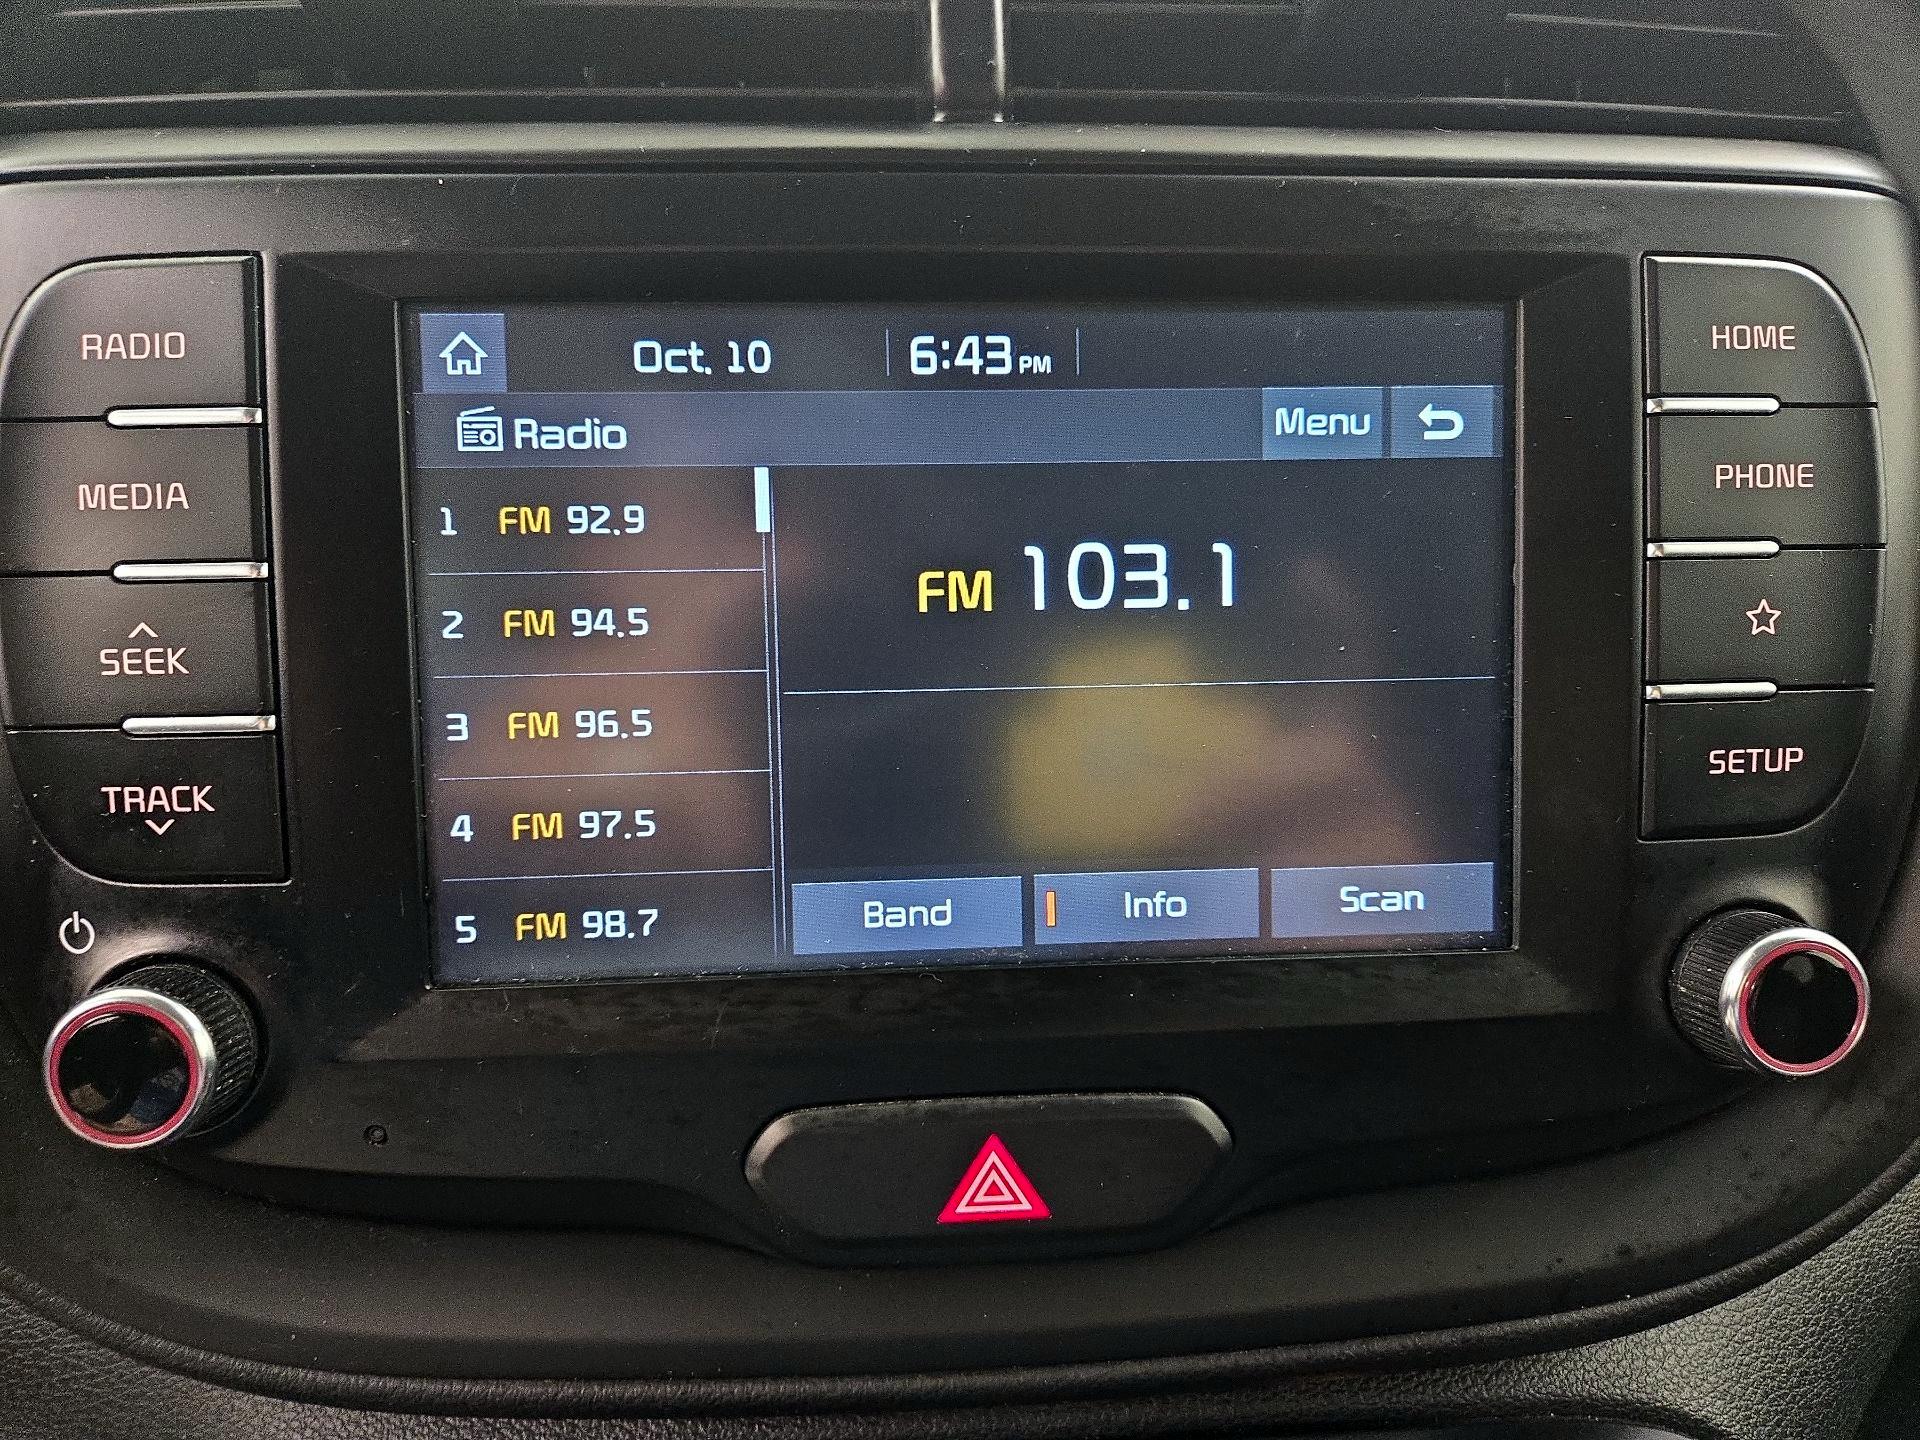 RADIO
MEDIA
SEEK
TRACK
Oct. 10
6:43 PM
Radio
Menu
1 FM 92.9
2 FM 94.5
3 FM 96.5
4 FM 97.5
5 FM 98.7
FM 103.1
Band
Info
Scan
HOME
PHONE
SETUP